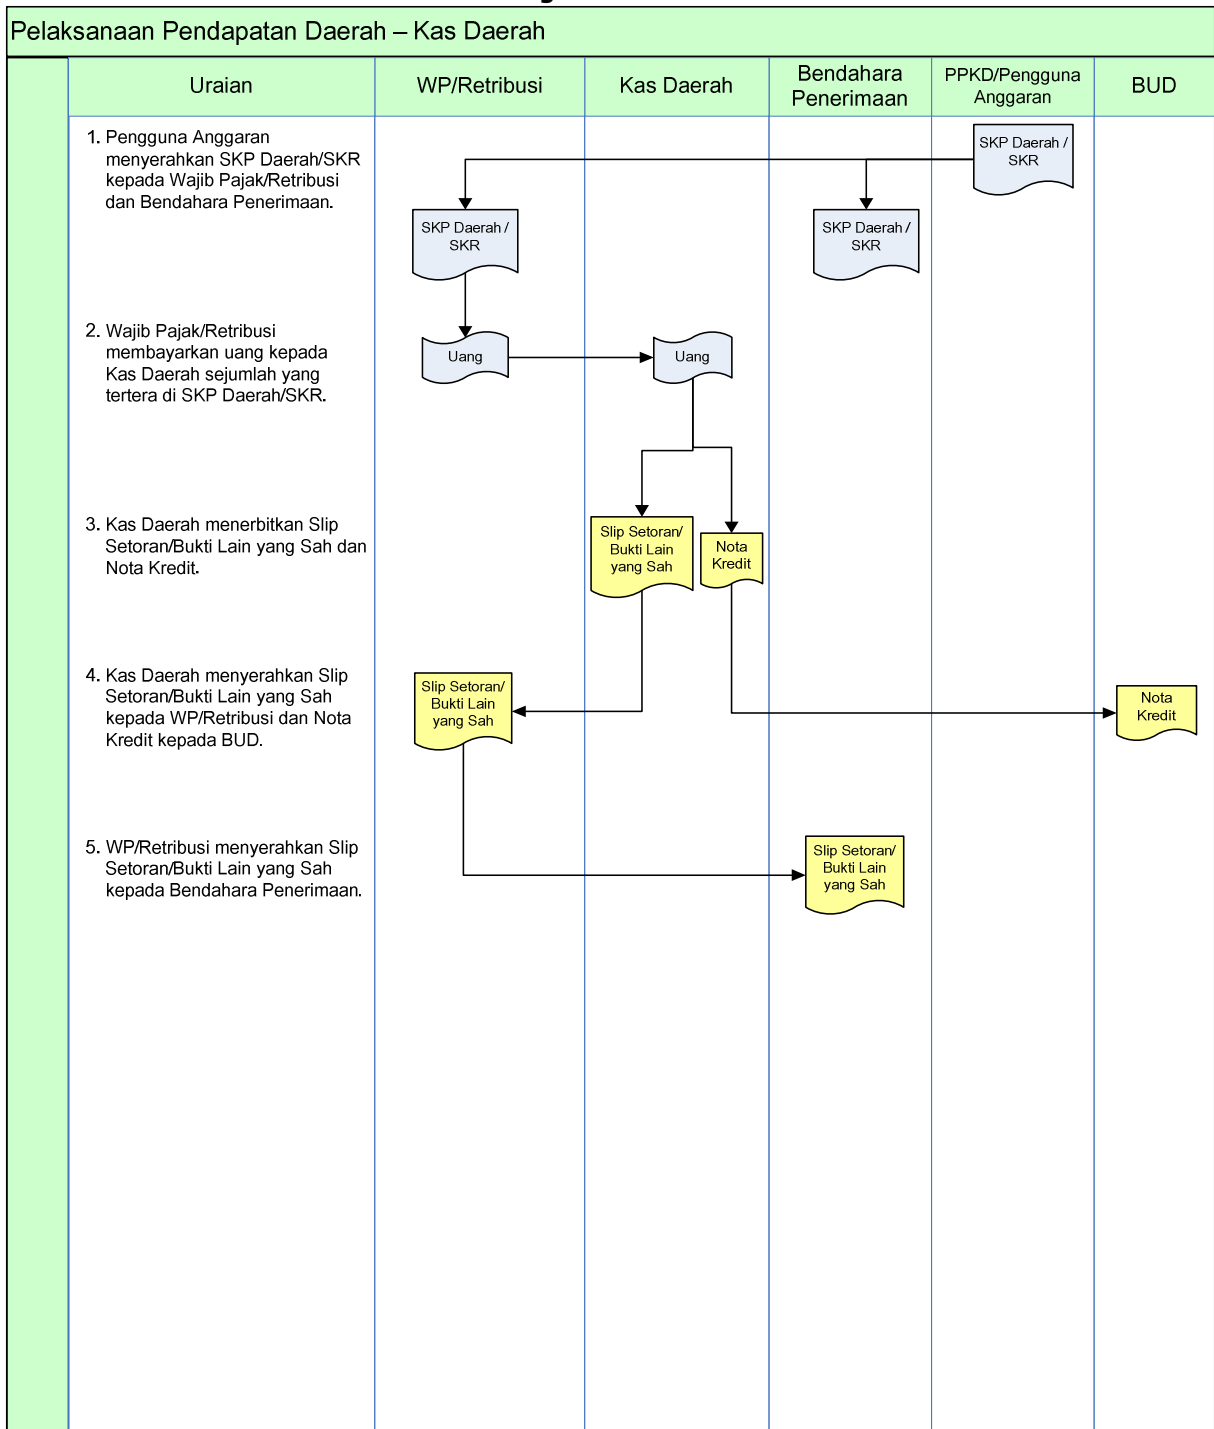 Pelaksanaan Pendapatan Daerah – Kas Daerah
Uraian
WP/Retribusi
Kas Daerah
Bendahara
Penerimaan
PPKD/Pengguna
Anggaran
BUD
1. Pengguna Anggaran
menyerahkan SKP Daerah/SKR
kepada Wajib Pajak/Retribusi
dan Bendahara Penerimaan.
SKP Daerah /
SKR
SKP Daerah /
SKR
SKP Daerah /
SKR
2. Wajib Pajak/Retribusi
membayarkan uang kepada
Kas Daerah sejumlah yang
tertera di SKP Daerah/SKR.
Uang
Uang
3. Kas Daerah menerbitkan Slip
Setoran/Bukti Lain yang Sah dan
Nota Kredit.
Slip Setoran/
Bukti Lain
yang Sah
Nota
Kredit
4. Kas Daerah menyerahkan Slip
Setoran/Bukti Lain yang Sah
kepada WP/Retribusi dan Nota
Kredit kepada BUD.
Slip Setoran/
Bukti Lain
yang Sah
Nota
Kredit
5. WP/Retribusi menyerahkan Slip
Setoran/Bukti Lain yang Sah
kepada Bendahara Penerimaan.
Slip Setoran/
Bukti Lain
yang Sah